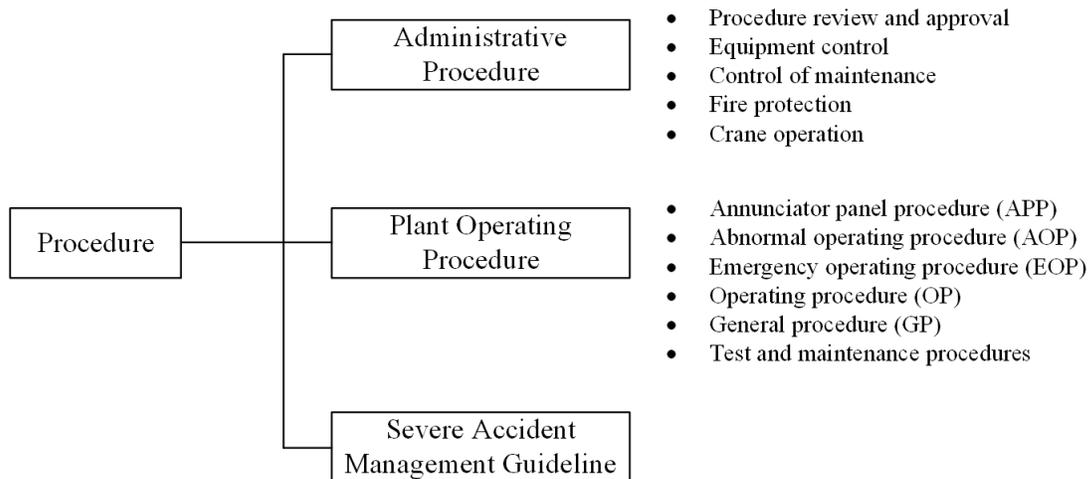 Procedure
Administrative
Procedure
• Procedure review and approval
• Equipment control
• Control of maintenance
• Fire protection
• Crane operation
Plant Operating
Procedure
• Annunciator panel procedure (APP)
• Abnormal operating procedure (AOP)
• Emergency operating procedure (EOP)
• Operating procedure (OP)
• General procedure (GP)
• Test and maintenance procedures
Severe Accident
Management Guideline